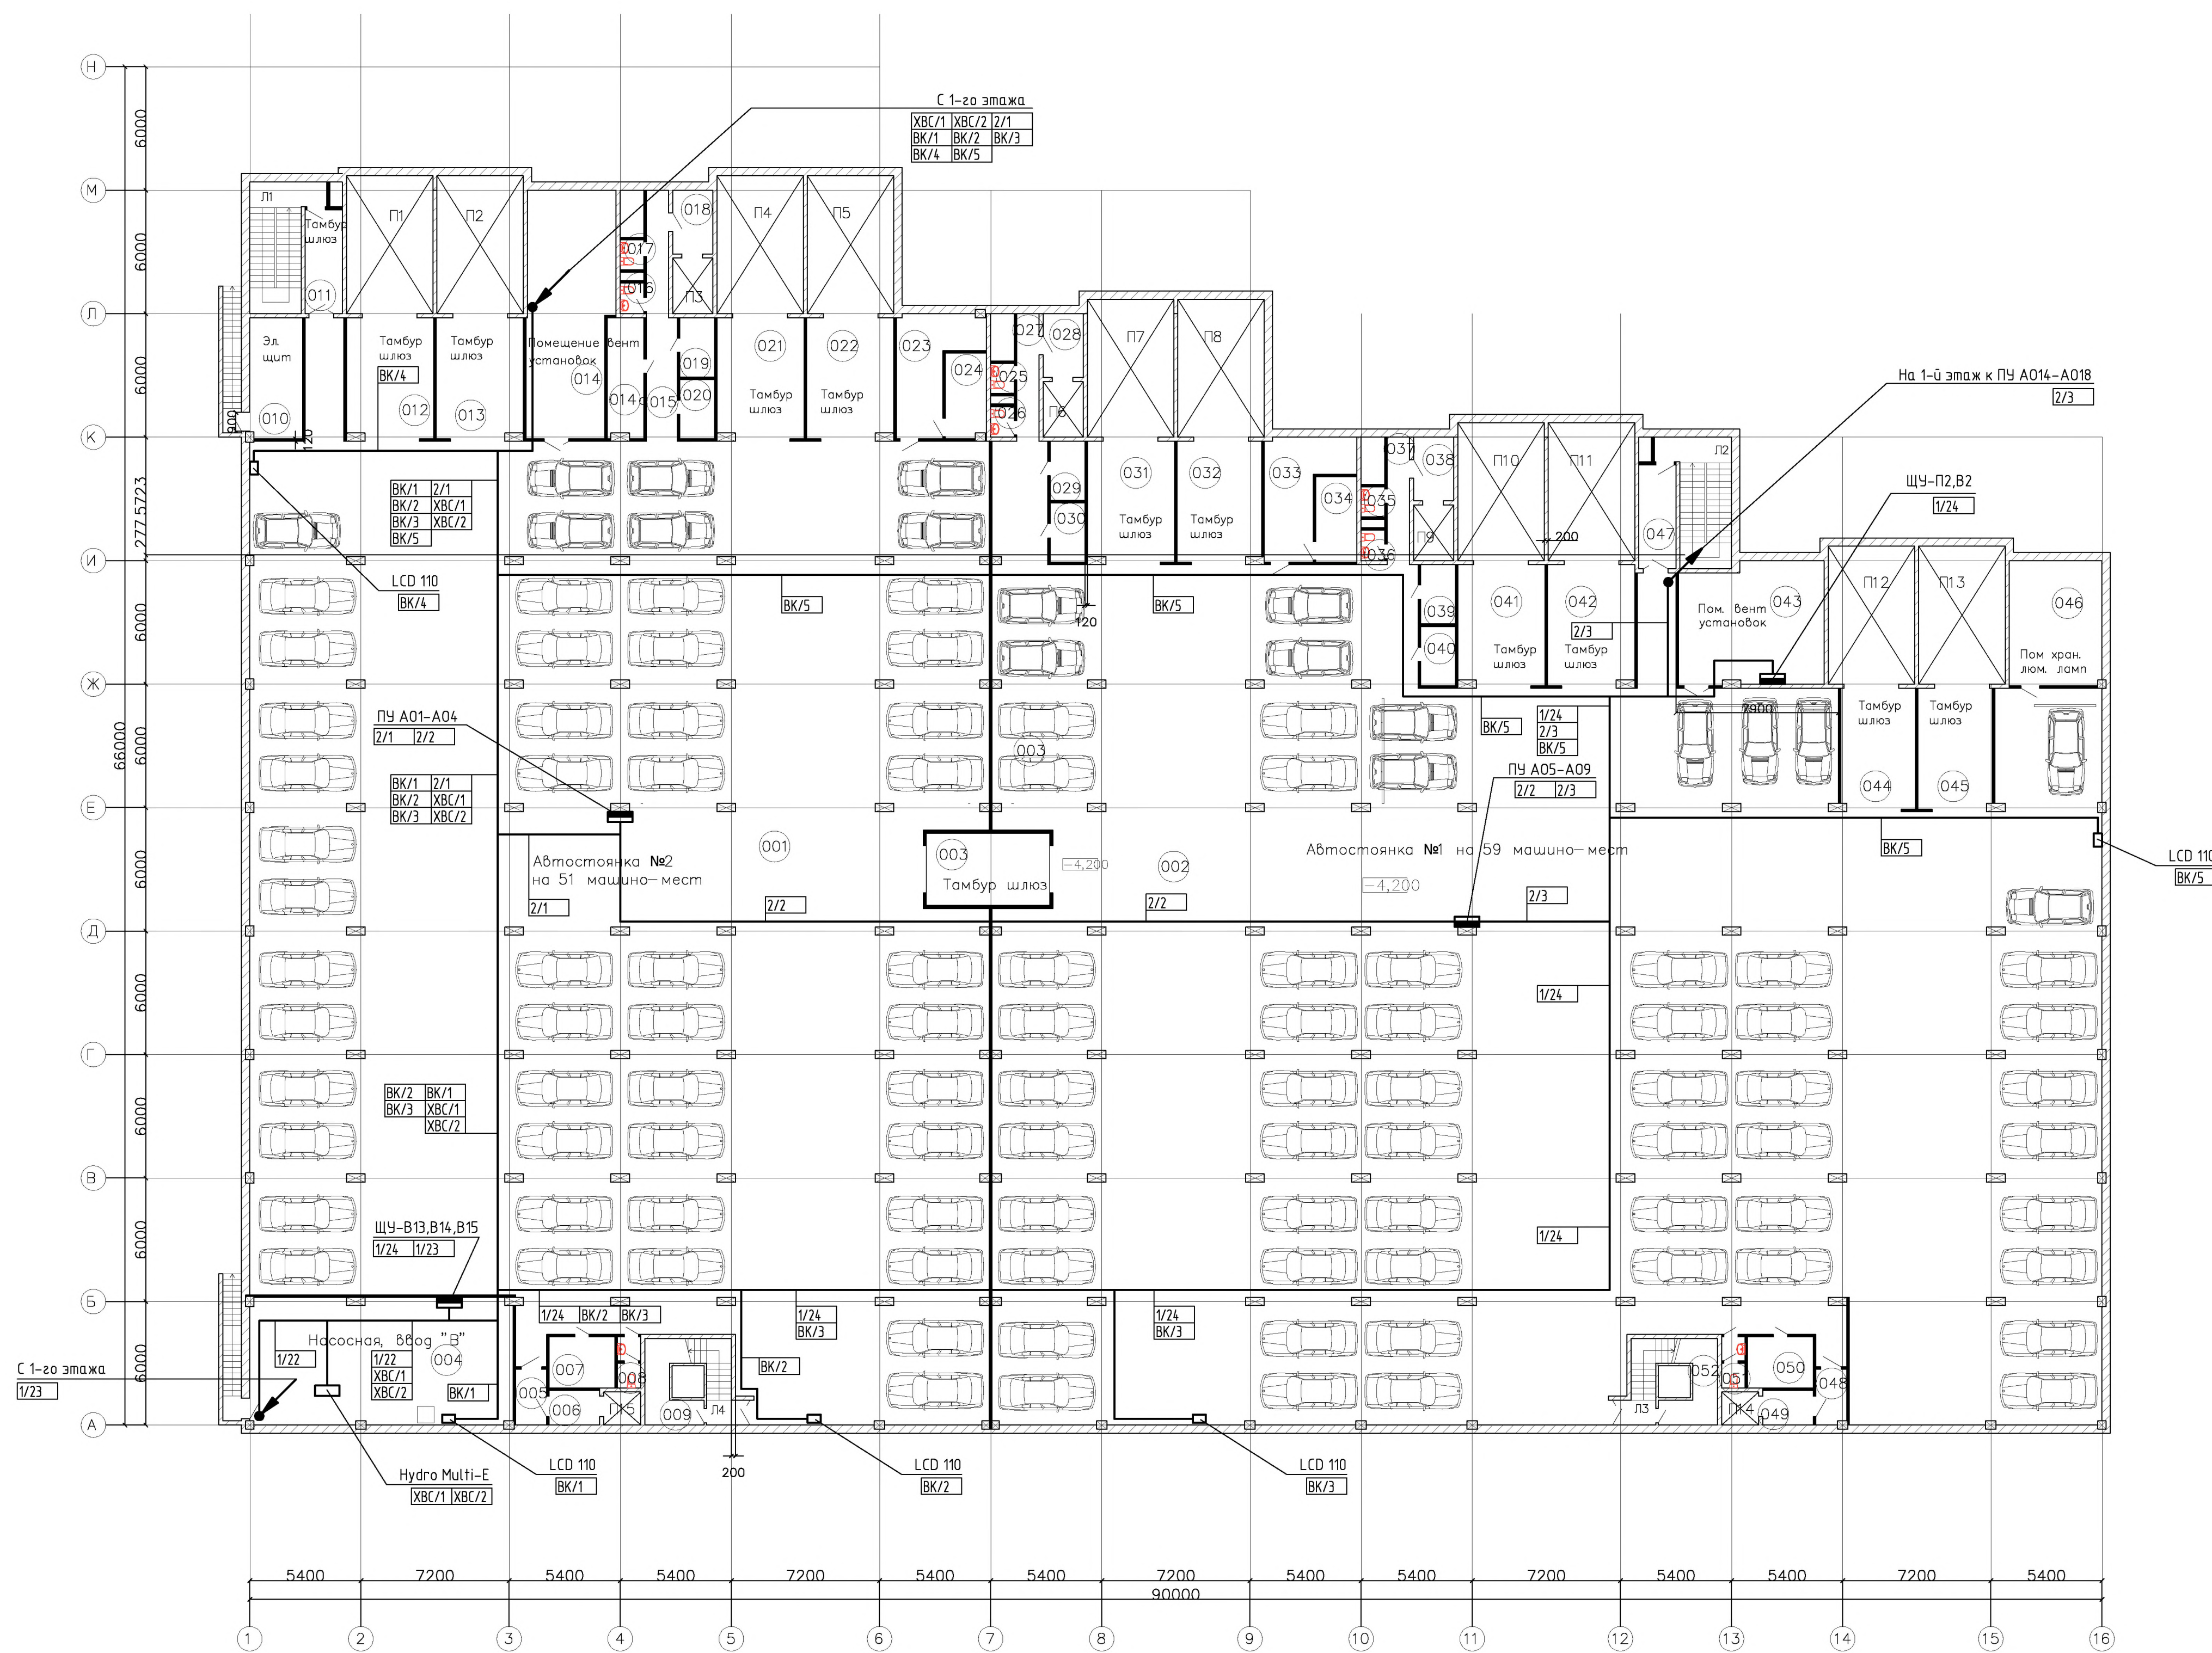 Н
С 1-го этажа
ХВС/1 ХВС/2 2/1
ВК/1 ВК/2 ВК/3
ВК/4 ВК/5
6000
М
Л1
Тамбур
шлюз
П1
П2
018
П4
П5
017
016
П3
011
6000
Л
Эл.
щит
Тамбур
шлюз
ВК/4
Тамбур
шлюз
Помещение вент
установок
014
019
021
022
023
027
028
П7
П8
024
025
026
П6
010
012
013
014а
015
020
Тамбур
шлюз
Тамбур
шлюз
6000
900
120
На 1-й этаж к ПУ АО14-АО18
2/3
К
ВК/1 2/1
ВК/2 ХВС/1
ВК/3 ХВС/2
ВК/5
029
030
031
032
033
034
Тамбур
шлюз
Тамбур
шлюз
037
038
035
036
П9
П10
П11
Л2
047
200
ЩУ-П2,В2
1/24
277.5723
И
LCD 110
ВК/4
ВК/5
ВК/5
120
039
040
041
042
Тамбур
шлюз
2/3
Тамбур
шлюз
Пом. вент
установок
043
П12
П13
046
Пом хран.
люм. ламп
6000
Ж
ПУ АО1-АО4
2/1 2/2
003
ВК/5
1/24
2/3
ВК/5
7900
Тамбур
шлюз
Тамбур
шлюз
044
045
6000
66000
ВК/1 2/1
ВК/2 ХВС/1
ВК/3 ХВС/2
ПУ АО5-АО9
2/2 2/3
Е
001
Автостоянка №2
на 51 машино-мест
003
Тамбур шлюз
-4,200
002
Автостоянка №1 на 59 машино-мест
-4,200
ВК/5
LCD 110
ВК/5
2/1
2/2
2/2
2/3
6000
Д
1/24
6000
Г
ВК/2 ВК/1
ВК/3 ХВС/1
ХВС/2
6000
В
ЩУ-В13,В14,В15
1/24 1/23
1/24
6000
Б
1/24 ВК/2 ВК/3
1/24
ВК/3
1/24
ВК/3
Насосная, ввод "В"
004
1/22
1/22
ХВС/1
ХВС/2
ВК/1
ВК/2
С 1-го этажа
1/23
007
008
005
006
П15
009
Л4
052
051
050
048
Л3
П14
049
6000
А
Hydro Multi-E
ХВС/1 ХВС/2
LCD 110
ВК/1
200
LCD 110
ВК/2
LCD 110
ВК/3
5400 7200 5400 5400 7200 5400 5400 7200 5400 5400 7200 5400 5400 7200 5400
90000
1 2 3 4 5 6 7 8 9 10 11 12 13 14 15 16